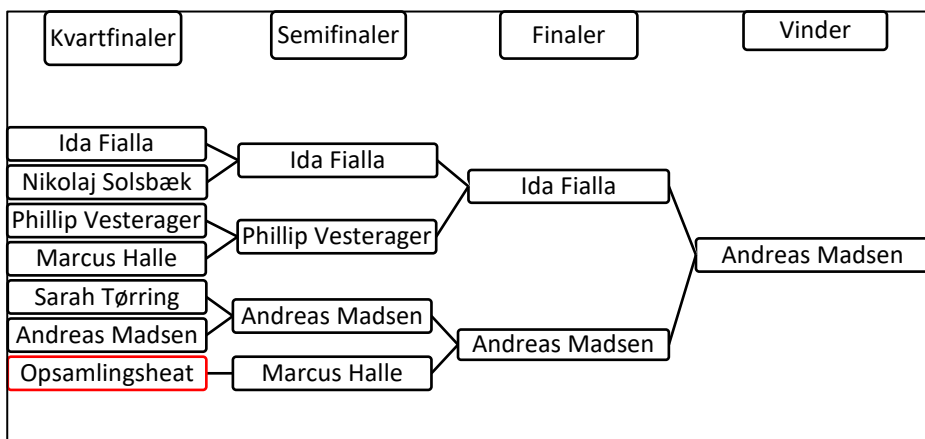 Kvartfinaler
Semifinaler
Finaler
Vinder
Ida Fialla
Nikolaj Solsbæk
Phillip Vesterager
Marcus Halle
Sarah Tørring
Andreas Madsen
Opsamlingsheat
Ida Fialla
Phillip Vesterager
Andreas Madsen
Marcus Halle
Ida Fialla
Andreas Madsen
Andreas Madsen